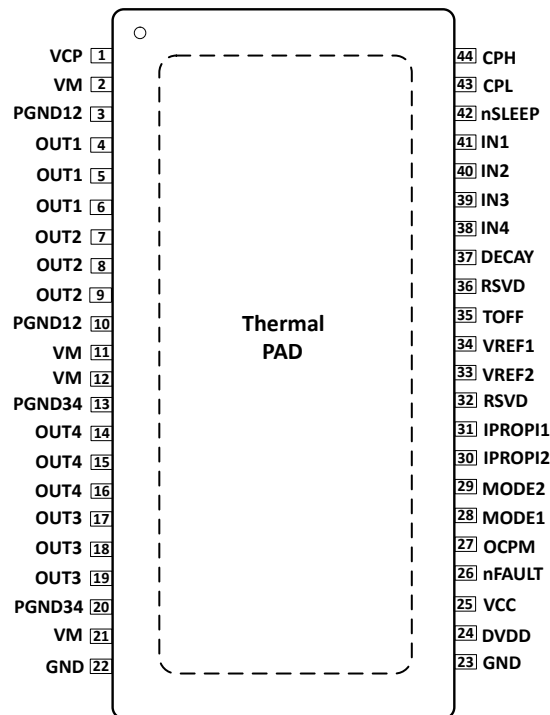 VCP 1
VM 2
PGND12 3
OUT1 4
OUT1 5
OUT1 6
OUT2 7
OUT2 8
OUT2 9
PGND12 10
VM 11
VM 12
PGND34 13
OUT4 14
OUT4 15
OUT4 16
OUT3 17
OUT3 18
OUT3 19
PGND34 20
VM 21
GND 22
Thermal
PAD
44 CPH
43 CPL
42 nSLEEP
41 IN1
40 IN2
39 IN3
38 IN4
37 DECAY
36 RSVD
35 TOFF
34 VREF1
33 VREF2
32 RSVD
31 IPROPI1
30 IPROPI2
29 MODE2
28 MODE1
27 OCPM
26 nFAULT
25 VCC
24 DVDD
23 GND